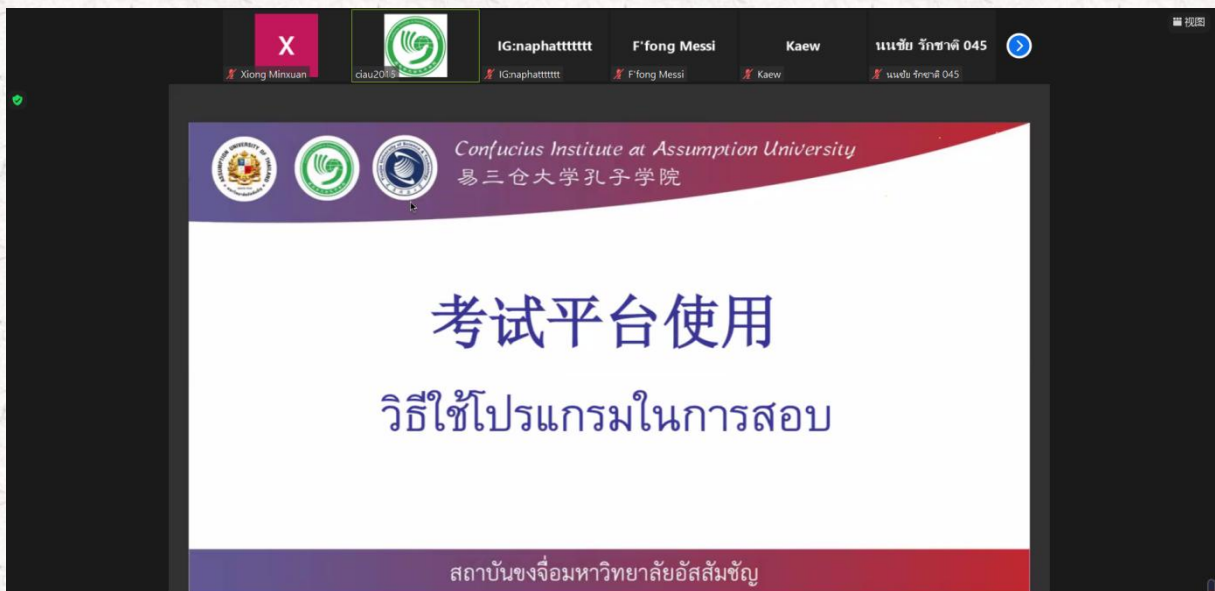 视图
X
IG:naphattttttt
F'fong Messi
Kaew
นนชัย รักชาติ 045
Xiong Minxuan
ciau2015
IG:naphattttttt
F'fong Messi
Kaew
นนชัย รักชาติ 045
Confucius Institute at Assumption University
易三仓大学孔子学院
考试平台使用
วิธีใช้โปรแกรมในการสอบ
สถาบันขงจื่อมหาวิทยาลัยอัสสัมชัญ